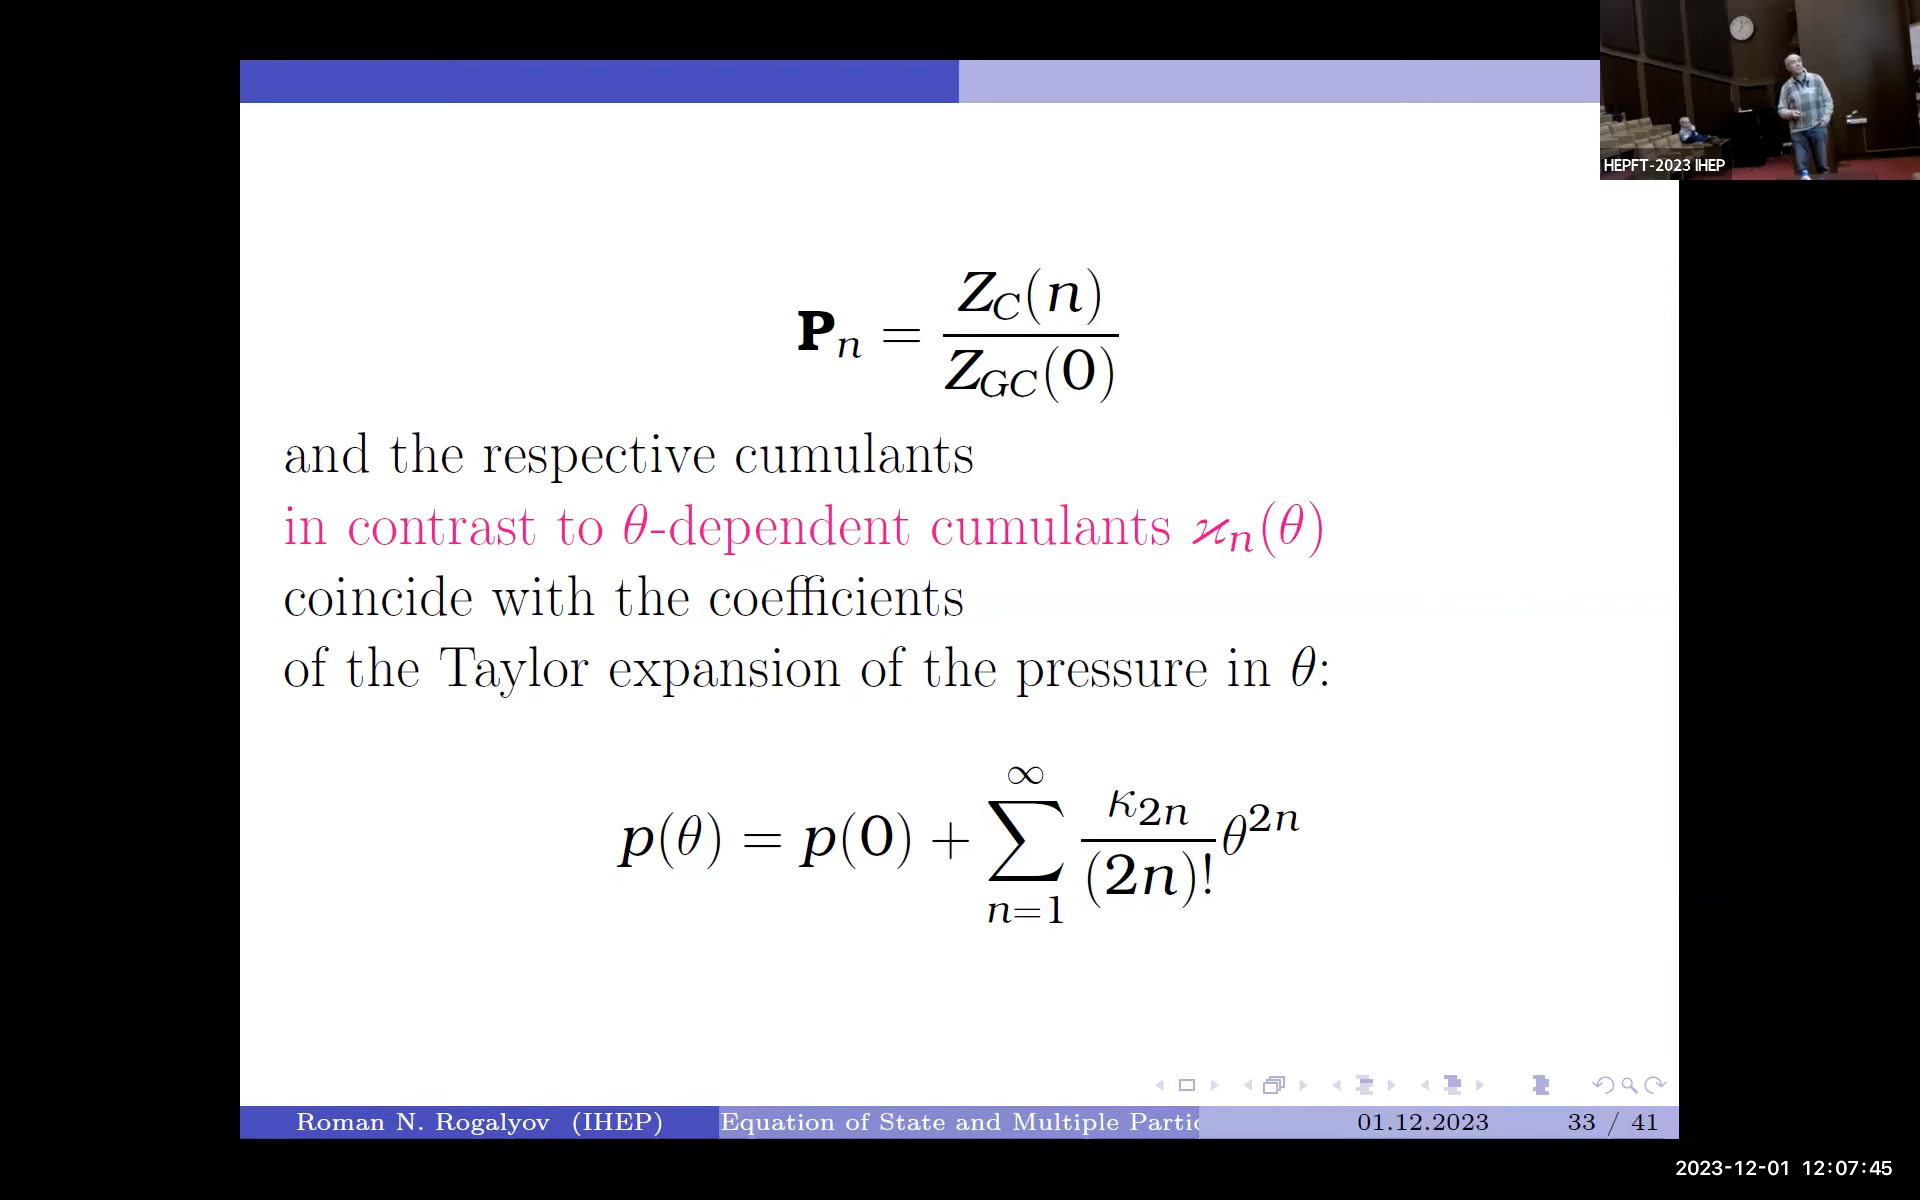 HEPFT-2023 IHEP
𝐏ₙ = Z_C(n) / Z_GC(0)
and the respective cumulants
in contrast to θ-dependent cumulants ϰₙ(θ)
coincide with the coefficients
of the Taylor expansion of the pressure in θ:
p(θ) = p(0) + ∑_{n=1}^{∞} κ_{2n}/(2n)! θ^{2n}
Roman N. Rogalyov (IHEP) Equation of State and Multiple Partic 01.12.2023 33 / 41
2023-12-01 12:07:45